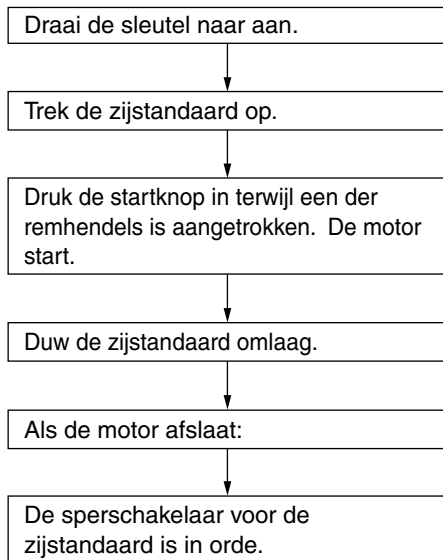 Draai de sleutel naar aan.
Trek de zijstandaard op.
Druk de startknop in terwijl een der
remhendels is aangetrokken. De motor
start.
Duw de zijstandaard omlaag.
Als de motor afslaat:
De sperschakelaar voor de
zijstandaard is in orde.